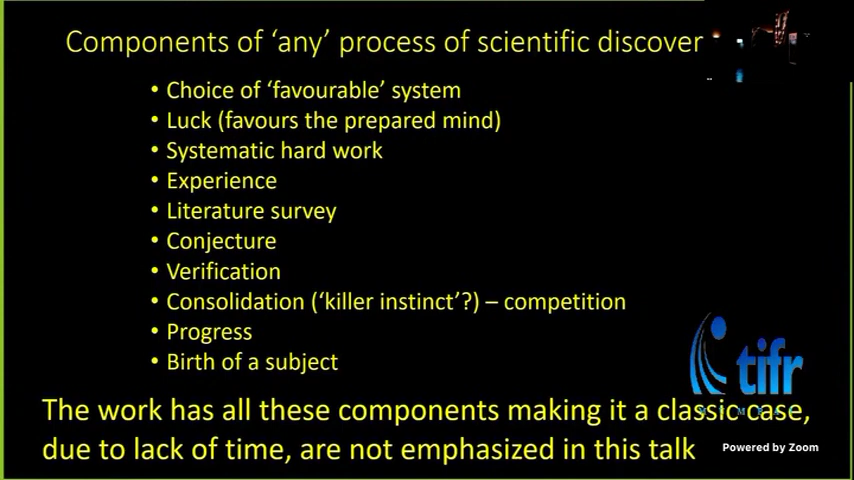 Components of ‘any’ process of scientific discover
• Choice of ‘favourable’ system
• Luck (favours the prepared mind)
• Systematic hard work
• Experience
• Literature survey
• Conjecture
• Verification
• Consolidation (‘killer instinct’?) – competition
• Progress
• Birth of a subject
tifr
The work has all these components making it a classic case,
due to lack of time, are not emphasized in this talk
Powered by Zoom